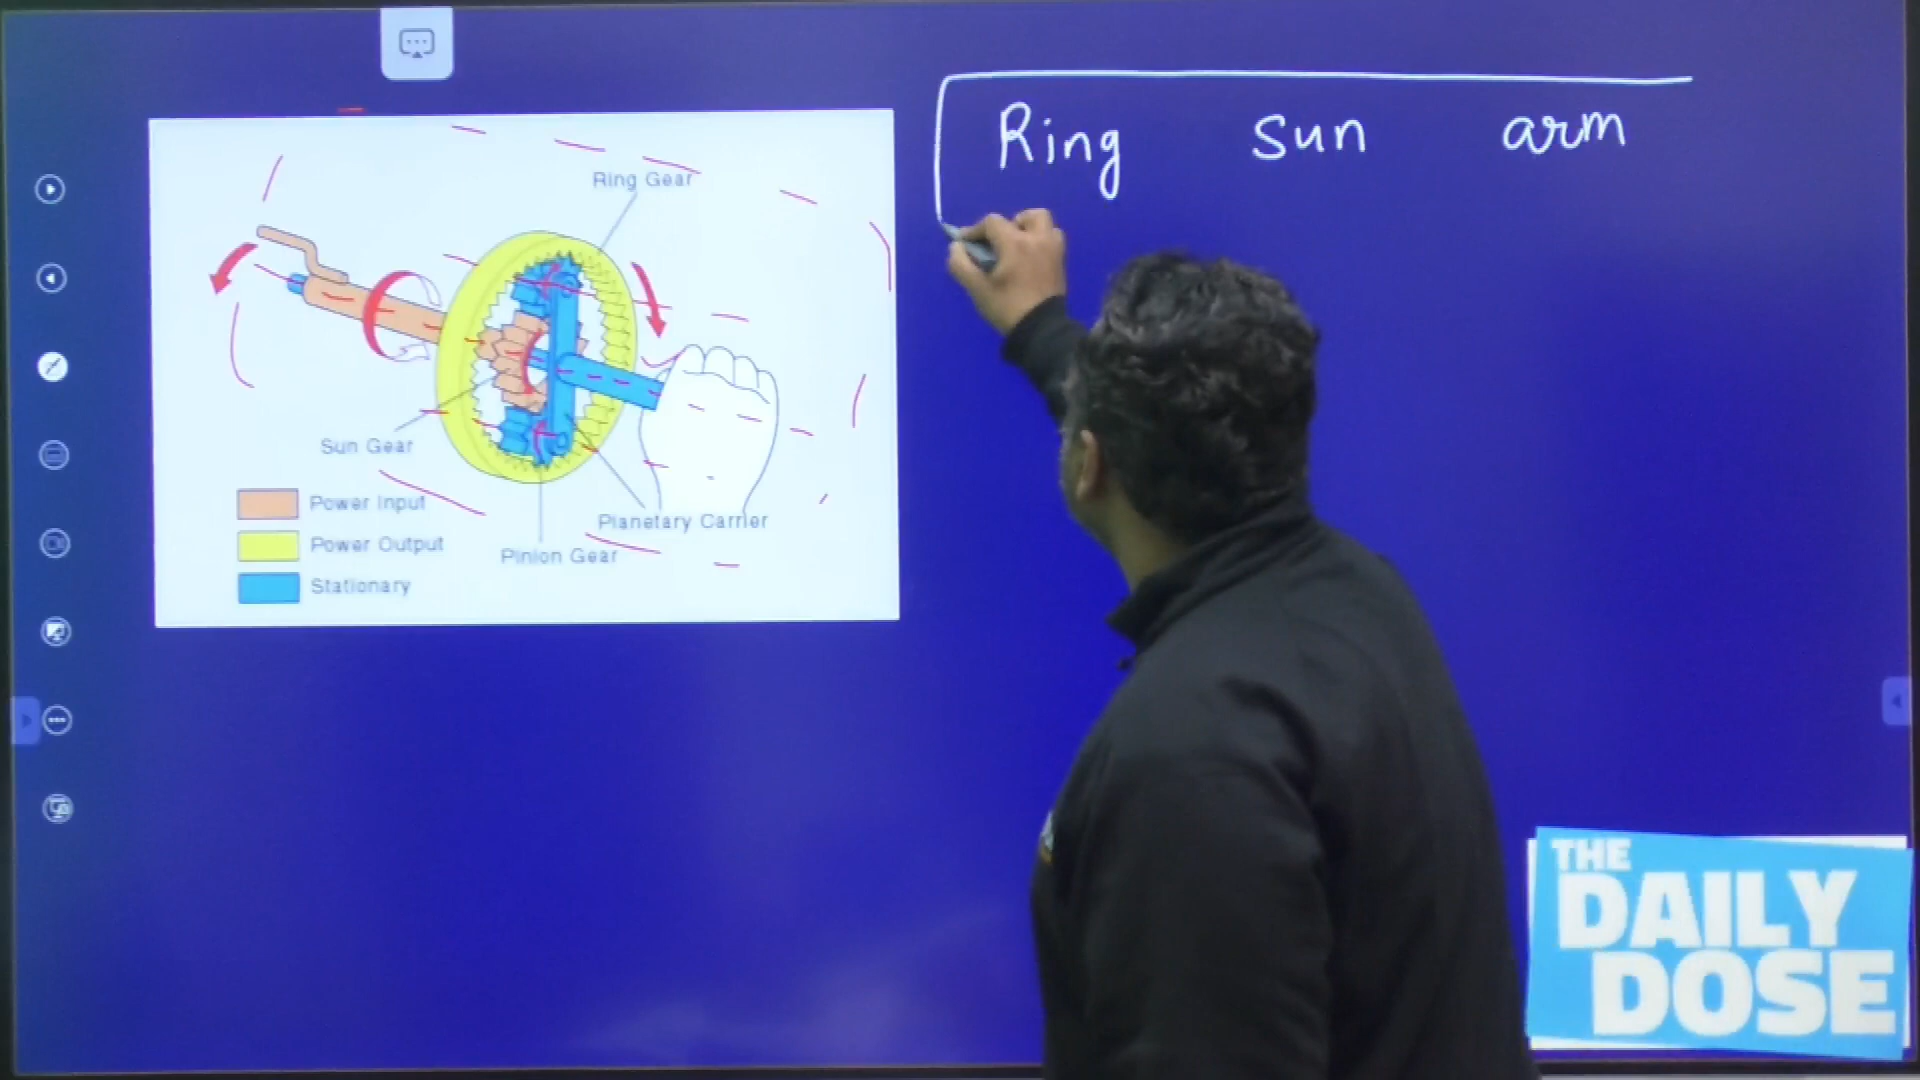 Ring Sun arm
Ring Gear
Sun Gear
Power Input
Planetary Carrier
Power Output
Pinion Gear
Stationary
THE
DAILY
DOSE